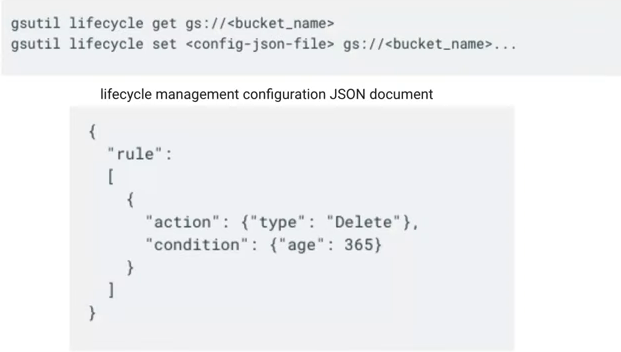 gsutil lifecycle get gs://<bucket_name>
gsutil lifecycle set <config-json-file> gs://<bucket_name>...
lifecycle management configuration JSON document
{
"rule":
[
{
"action": {"type": "Delete"},
"condition": {"age": 365}
}
]
}